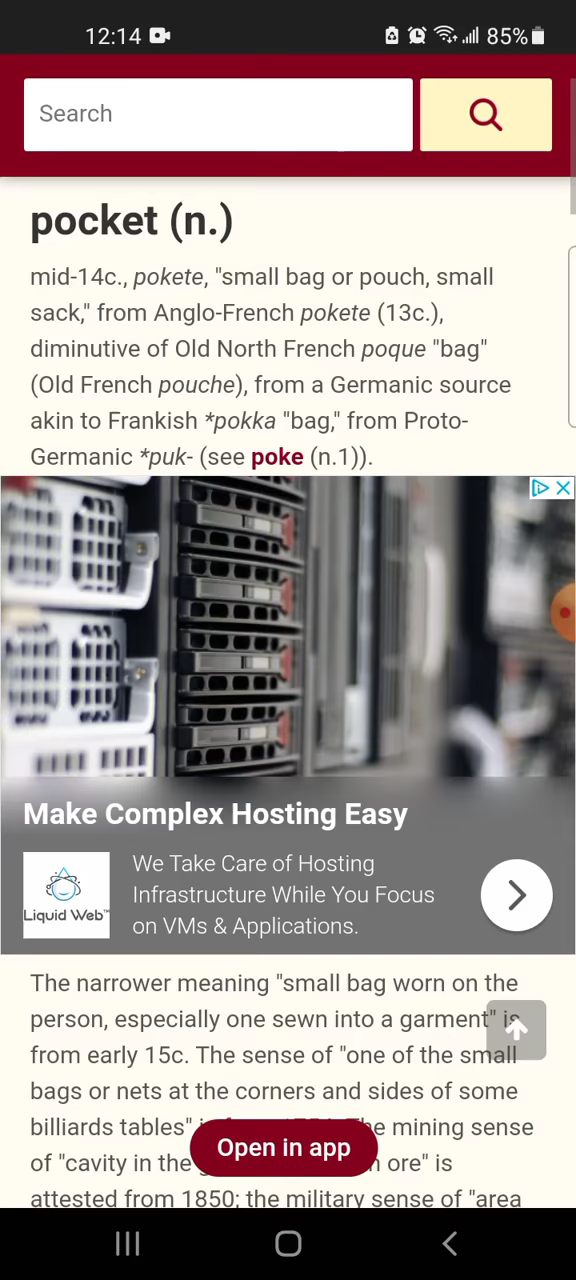 12:14
85%
Search
pocket (n.)
mid-14c., pokete, "small bag or pouch, small
sack," from Anglo-French pokete (13c.),
diminutive of Old North French poque "bag"
(Old French pouche), from a Germanic source
akin to Frankish *pokka "bag," from Proto-
Germanic *puk- (see poke (n.1)).
Make Complex Hosting Easy
We Take Care of Hosting
Infrastructure While You Focus
on VMs & Applications.
Liquid Web™
The narrower meaning "small bag worn on the
person, especially one sewn into a garment" is
from early 15c. The sense of "one of the small
bags or nets at the corners and sides of some
billiards tables" The mining sense
of "cavity in the ore" is
Open in app
attested from 1850; the military sense of "area